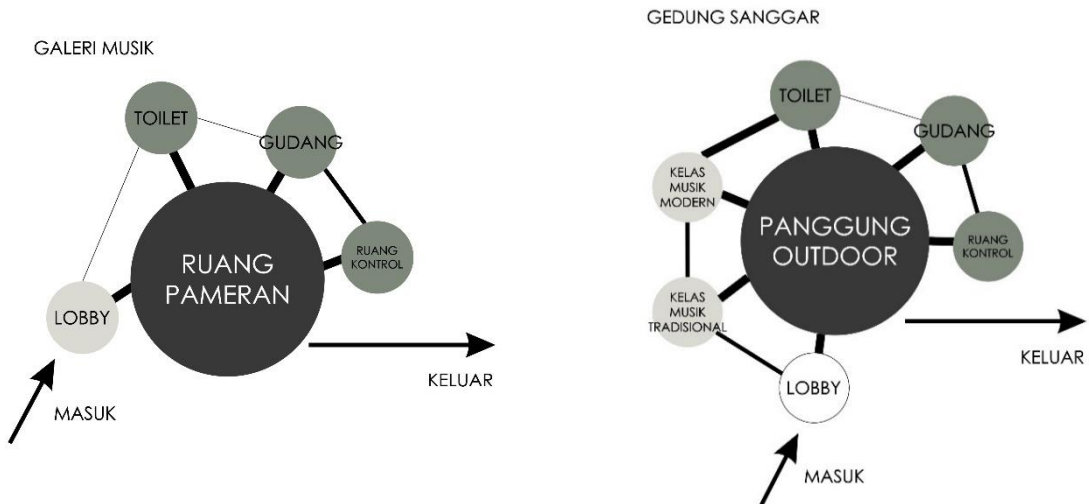 GALERI MUSIK
TOILET
GUDANG
RUANG
KONTROL
RUANG
PAMERAN
LOBBY
MASUK
KELUAR
GEDUNG SANGGAR
TOILET
GUDANG
KELAS
MUSIK
MODERN
PANGGUNG
OUTDOOR
RUANG
KONTROL
KELAS
MUSIK
TRADISIONAL
LOBBY
KELUAR
MASUK